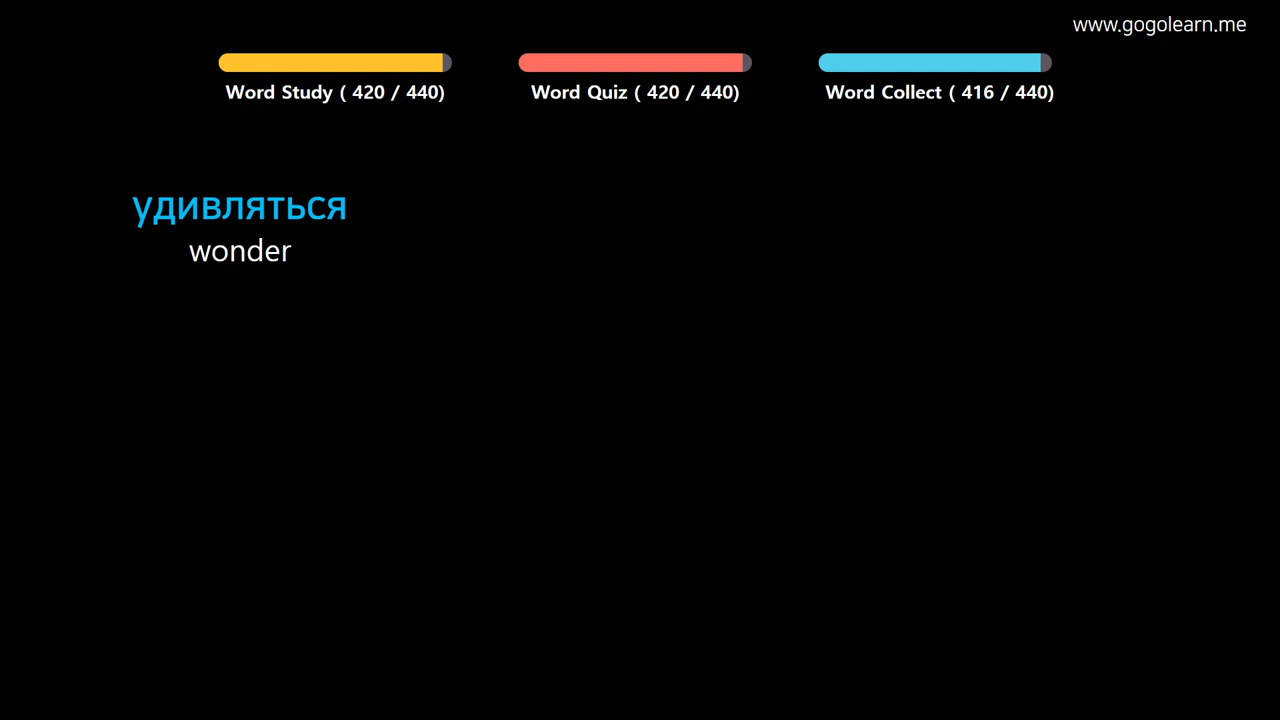 www.gogolearn.me
Word Study ( 420 / 440)
Word Quiz ( 420 / 440)
Word Collect ( 416 / 440)
удивляться
wonder